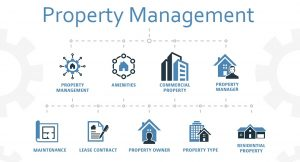 Property Management
PROPERTY
MANAGEMENT
AMENITIES
COMMERCIAL
PROPERTY
PROPERTY
MANAGER
MAINTENANCE
LEASE CONTRACT
PROPERTY OWNER
PROPERTY TYPE
RESIDENTIAL
PROPERTY